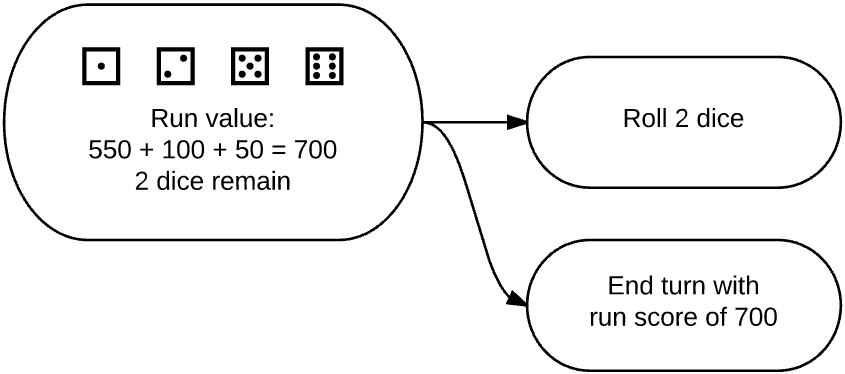 Run value:
550 + 100 + 50 = 700
2 dice remain
Roll 2 dice
End turn with
run score of 700